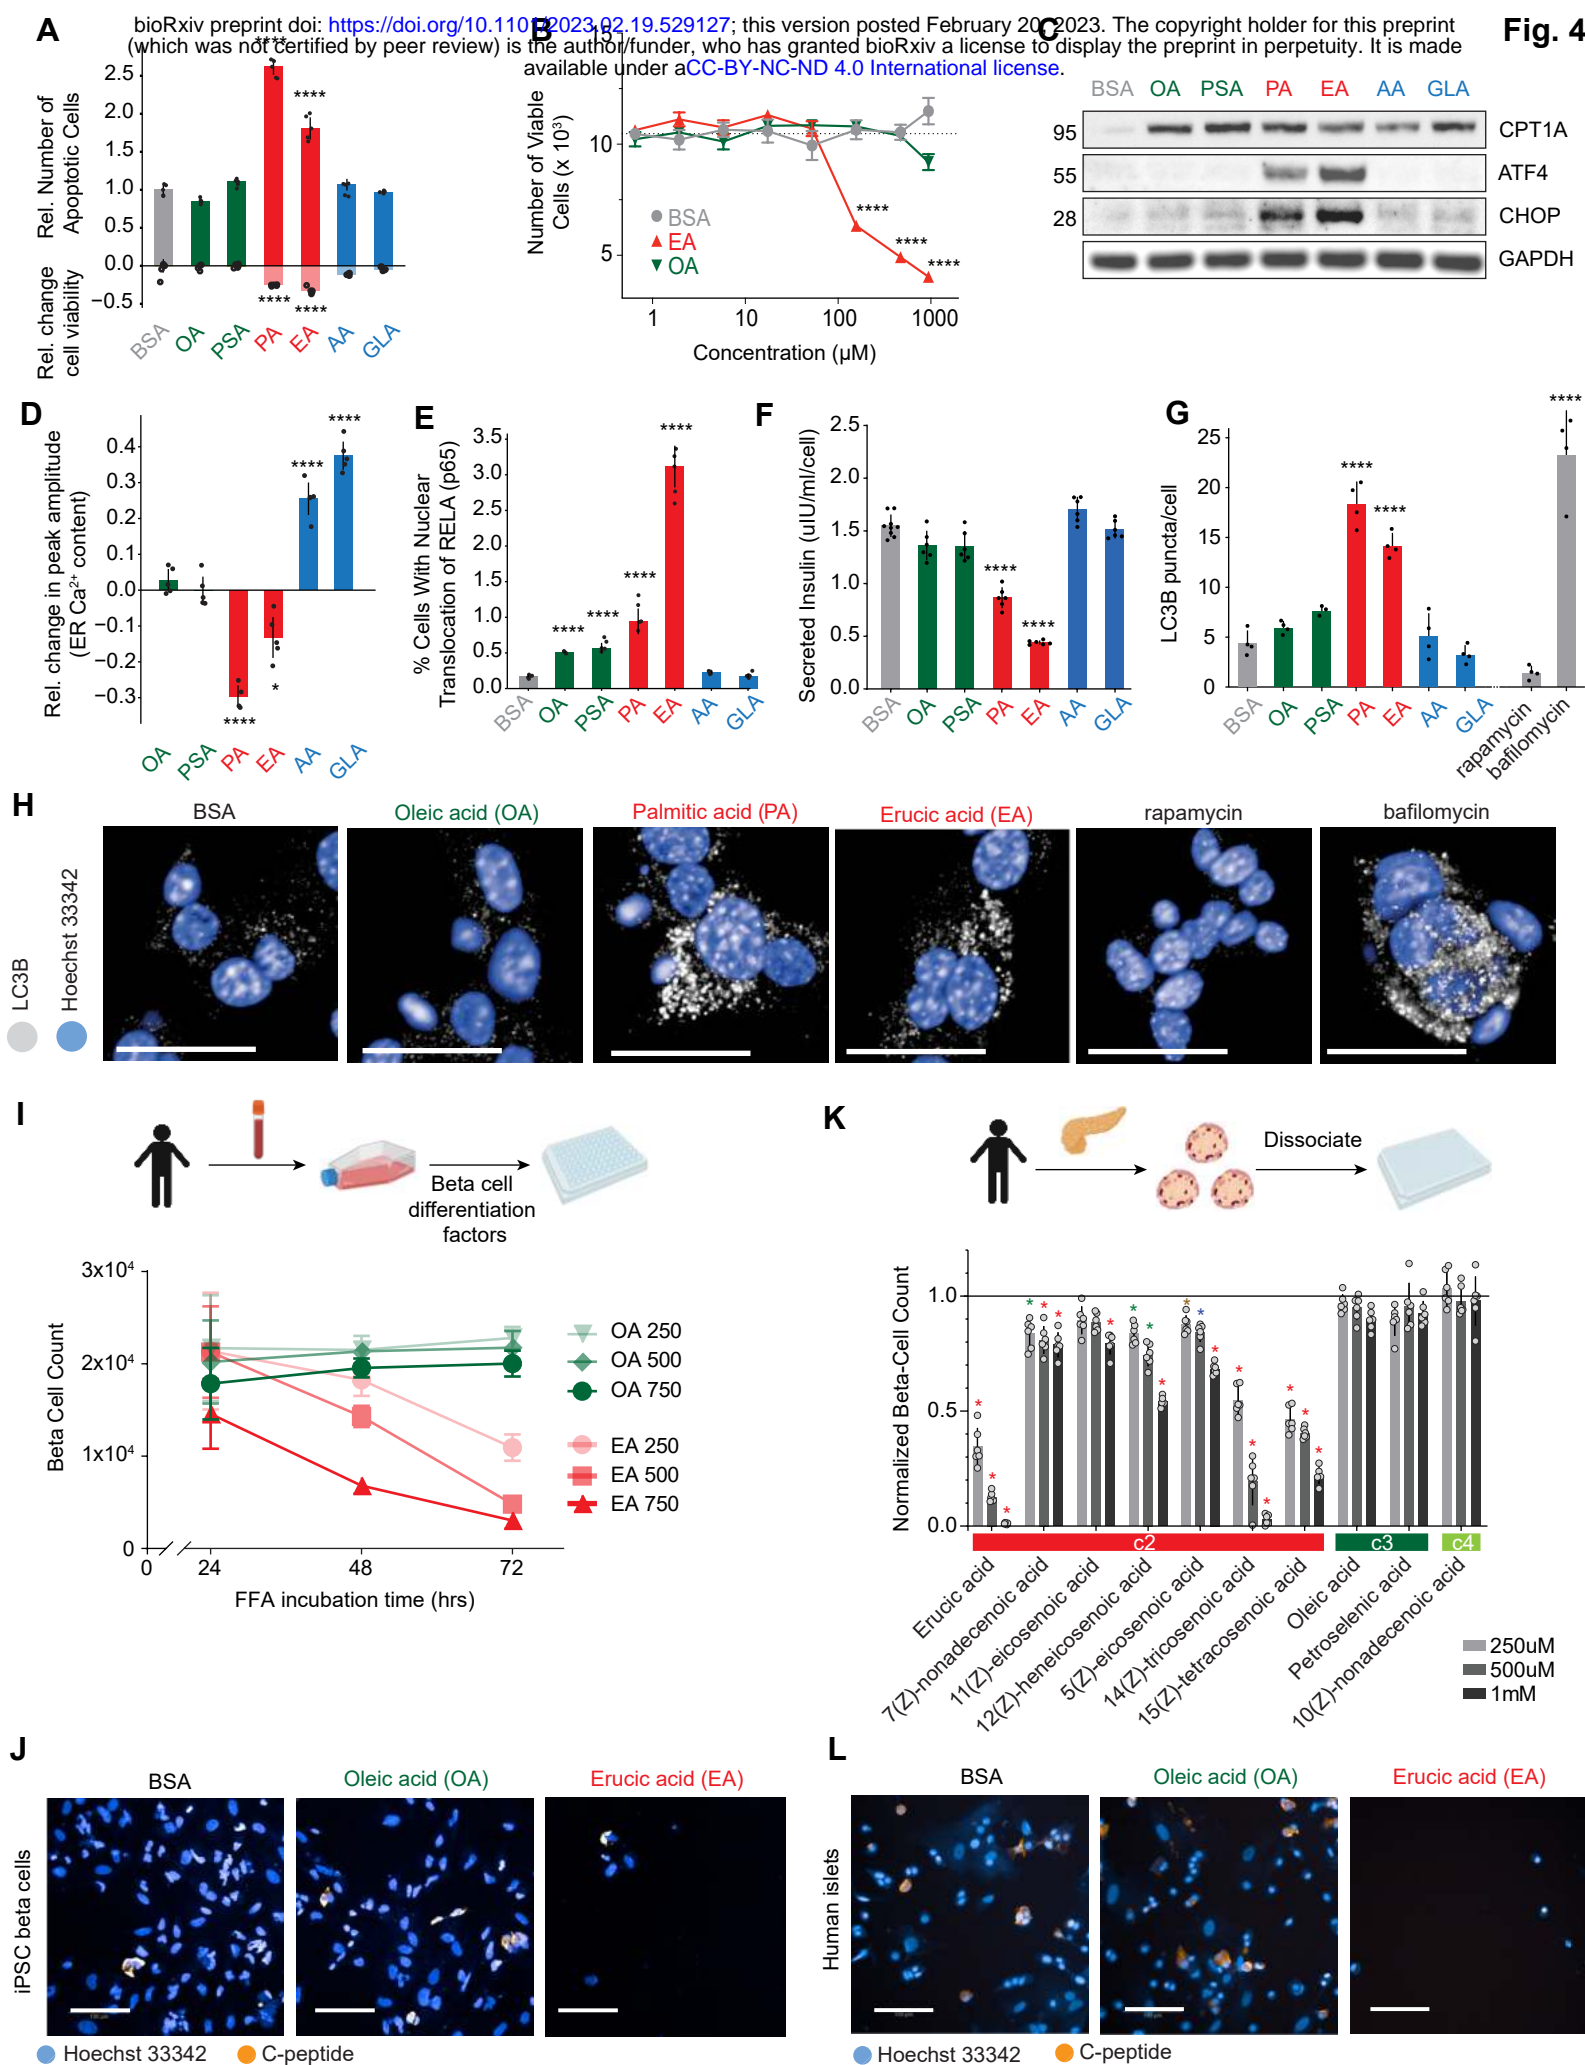 bioRxiv preprint doi: https://doi.org/10.1101/2023.02.19.529127; this version posted February 20, 2023. The copyright holder for this preprint
(which was not certified by peer review) is the author/funder, who has granted bioRxiv a license to display the preprint in perpetuity. It is made
available under aCC-BY-NC-ND 4.0 International license.
Fig. 4
A
Rel. Number of
Apoptotic Cells
Rel. change
cell viability
2.5
2.0
1.5
1.0
0.5
0.0
−0.5
****
****
****
****
BSA OA PSA PA EA AA GLA
B
Number of Viable
Cells (x 10³)
15
10
5
BSA
EA
OA
****
****
****
1 10 100 1000
Concentration (µM)
C
BSA OA PSA PA EA AA GLA
95 CPT1A
55 ATF4
28 CHOP
GAPDH
D
Rel. change in peak amplitude
(ER Ca²⁺ content)
0.4
0.3
0.2
0.1
0.0
−0.1
−0.2
−0.3
****
*
****
****
OA PSA PA EA AA GLA
E
% Cells With Nuclear
Translocation of RELA (p65)
3.5
3.0
2.5
2.0
1.5
1.0
0.5
0.0
****
****
****
****
BSA OA PSA PA EA AA GLA
F
Secreted Insulin (uIU/ml/cell)
2.5
2.0
1.5
1.0
0.5
0.0
****
****
BSA OA PSA PA EA AA GLA
G
LC3B puncta/cell
25
20
15
10
5
0
****
****
****
BSA OA PSA PA EA AA GLA rapamycin bafilomycin
H
BSA Oleic acid (OA) Palmitic acid (PA) Erucic acid (EA) rapamycin bafilomycin
LC3B
Hoechst 33342
I
Beta cell
differentiation
factors
Beta Cell Count
3x10⁴
2x10⁴
1x10⁴
0
0 24 48 72
FFA incubation time (hrs)
OA 250
OA 500
OA 750
EA 250
EA 500
EA 750
K
Dissociate
Normalized Beta-Cell Count
1.0
0.5
0.0
* * * * * * * * * * * * * * * * * * *
c2 c3 c4
Erucic acid
7(Z)-nonadecenoic acid
11(Z)-eicosenoic acid
12(Z)-heneicosenoic acid
5(Z)-eicosenoic acid
14(Z)-tricosenoic acid
15(Z)-tetracosenoic acid
Oleic acid
Petroselenic acid
10(Z)-nonadecenoic acid
250uM
500uM
1mM
J
BSA Oleic acid (OA) Erucic acid (EA)
iPSC beta cells
Hoechst 33342 C-peptide
L
BSA Oleic acid (OA) Erucic acid (EA)
Human islets
Hoechst 33342 C-peptide